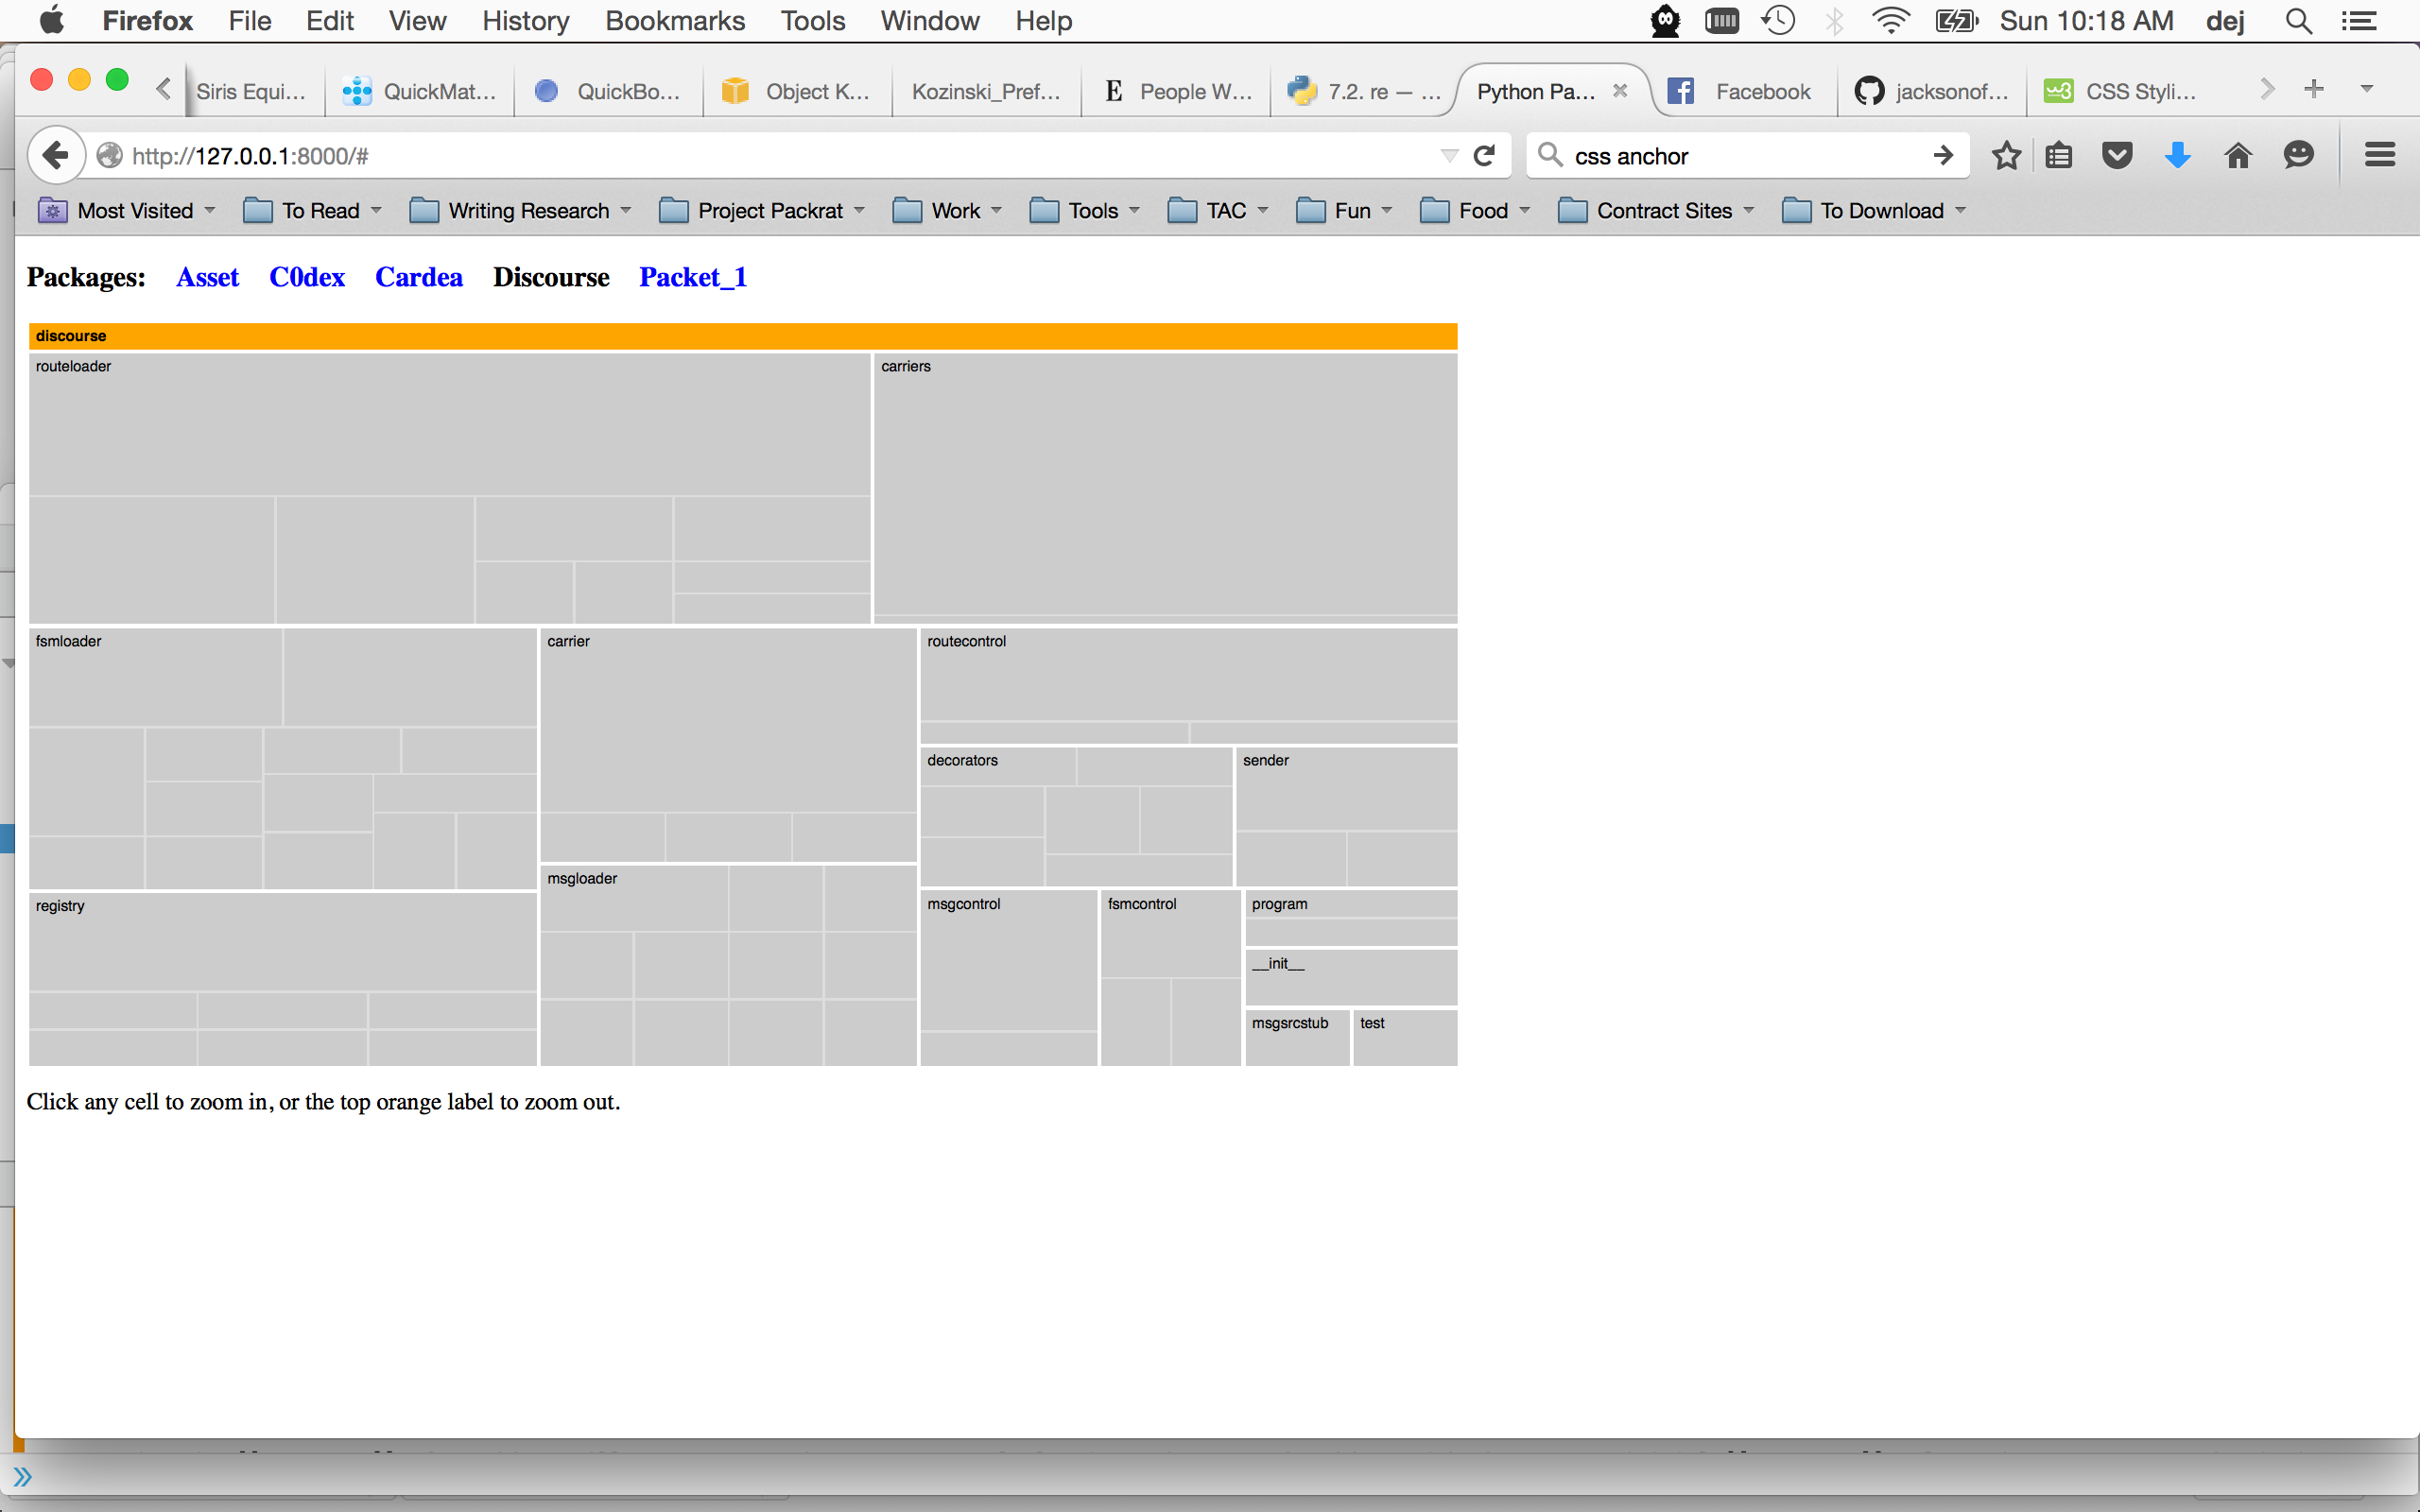 Firefox File Edit View History Bookmarks Tools Window Help Sun 10:18 AM dej
Siris Equi... QuickMat... QuickBo... Object K... Kozinski_Pref... E People W... 7.2. re — ... Python Pa... Facebook jacksonof... w3 CSS Styli...
http://127.0.0.1:8000/# css anchor
Most Visited To Read Writing Research Project Packrat Work Tools TAC Fun Food Contract Sites To Download
Packages: Asset C0dex Cardea Discourse Packet_1
discourse
routeloader carriers
fsmloader carrier routecontrol
decorators sender
msgloader
registry msgcontrol fsmcontrol program
__init__
msgsrcstub test
Click any cell to zoom in, or the top orange label to zoom out.